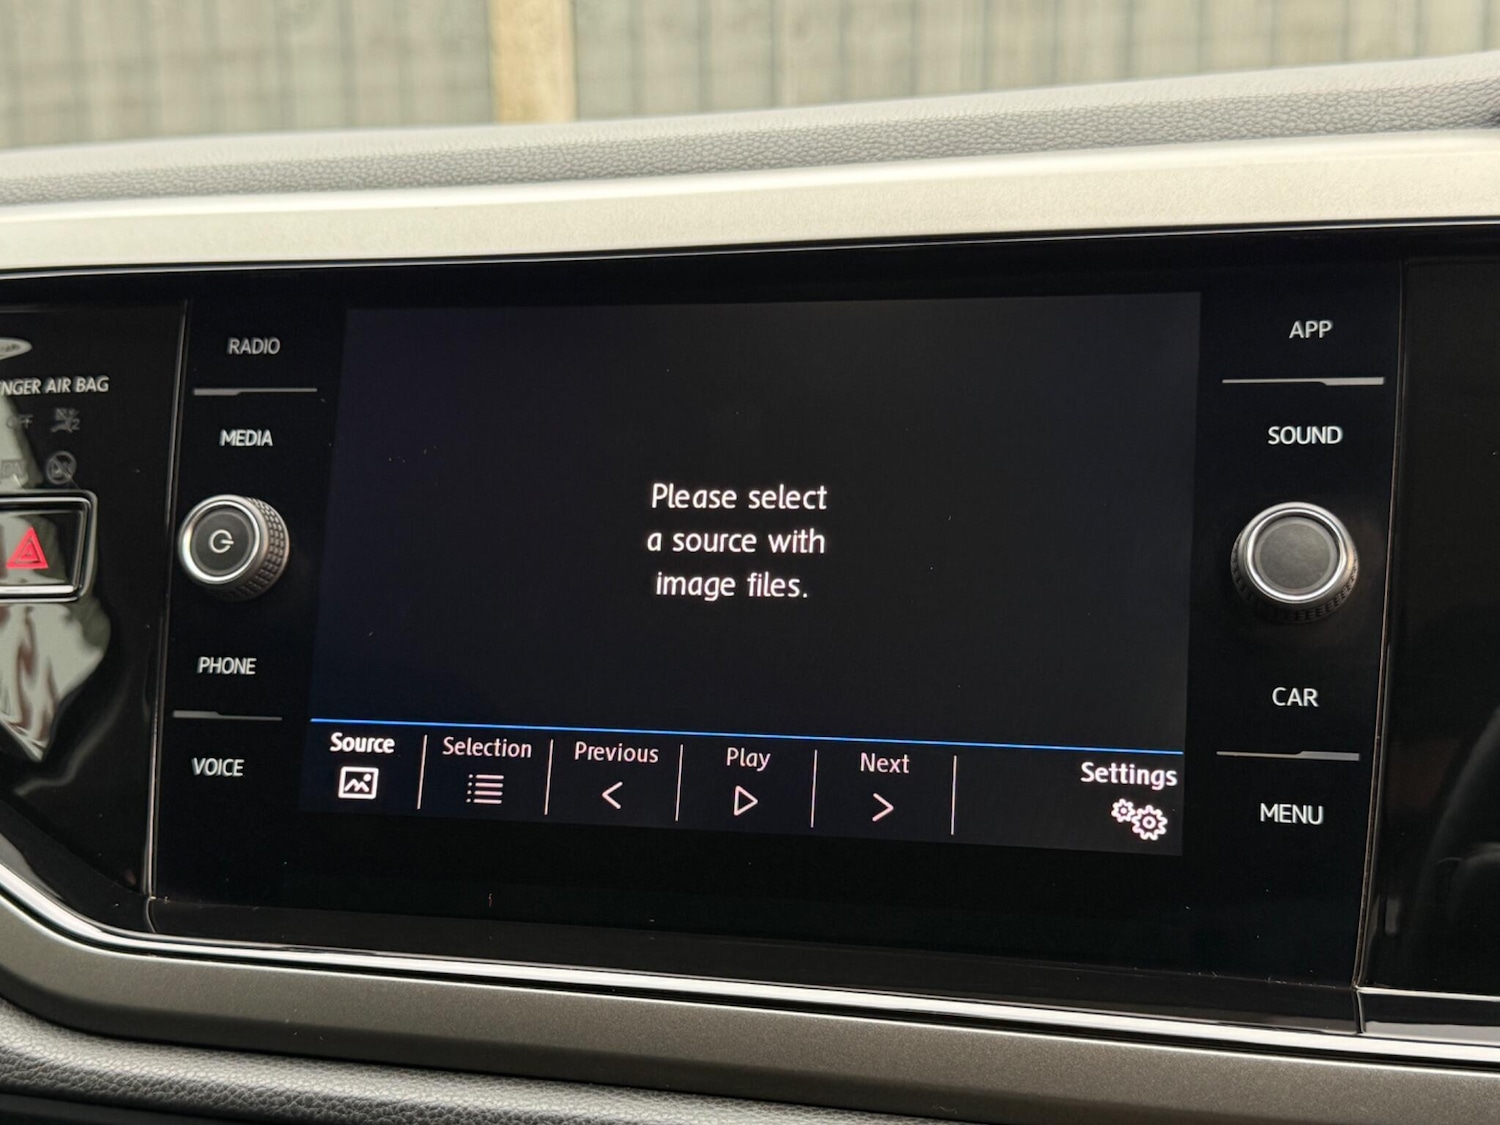 RADIO
MEDIA
PHONE
VOICE
NGER AIR BAG
Please select
a source with
image files.
Source
Selection
Previous
Play
Next
Settings
APP
SOUND
CAR
MENU